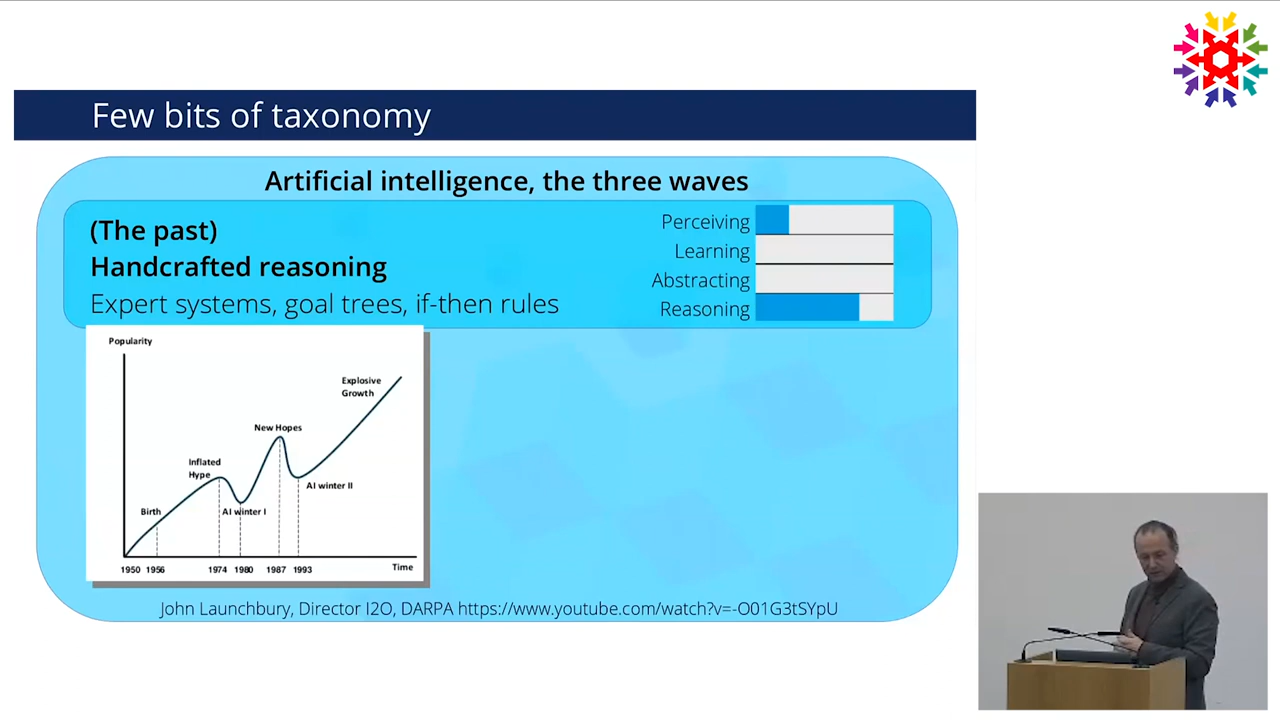 Few bits of taxonomy
Artificial intelligence, the three waves
(The past)
Handcrafted reasoning
Expert systems, goal trees, if-then rules
Perceiving
Learning
Abstracting
Reasoning
Popularity
Explosive
Growth
New Hopes
Inflated
Hype
AI winter II
Birth
AI winter I
1950 1956 1974 1980 1987 1993
Time
John Launchbury, Director I2O, DARPA https://www.youtube.com/watch?v=-O01G3tSYpU